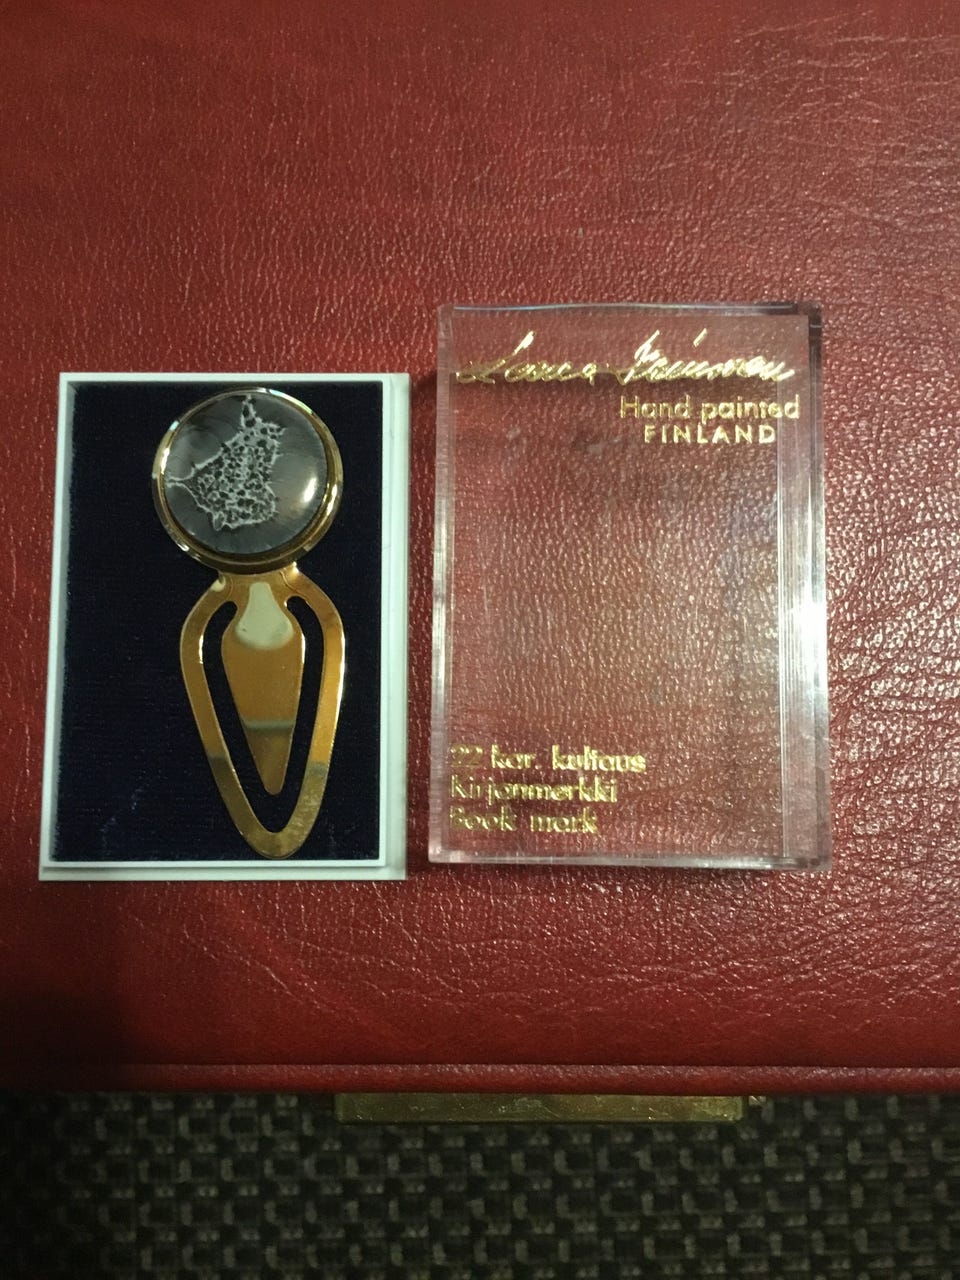 Hand painted
FINLAND
22 kar. kultaus
Kirjanmerkki
Book mark